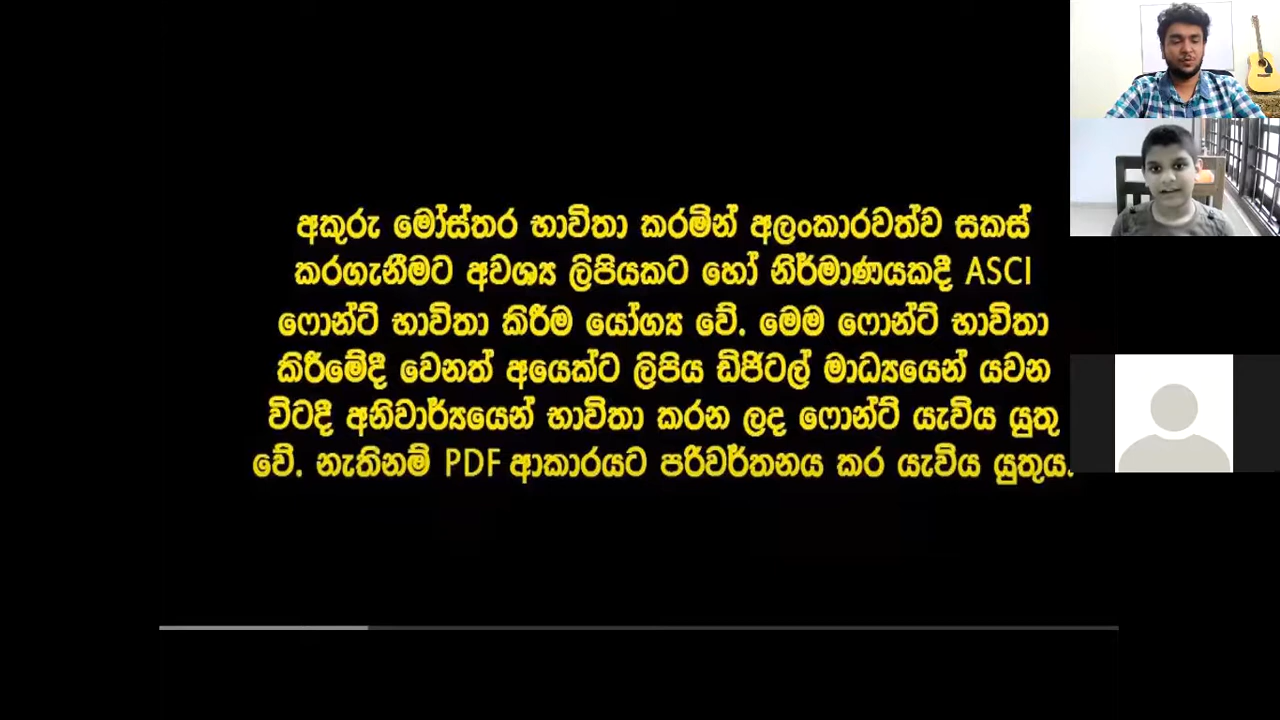 අකුරු මෝස්තර භාවිතා කරමින් අලංකාරවත්ව සකස්
කරගැනීමට අවශ්‍ය ලිපියකට හෝ නිර්මාණයකදී ASCI
ෆොන්ට් භාවිතා කිරීම යෝග්‍ය වේ. මෙම ෆොන්ට් භාවිතා
කිරීමේදී වෙනත් අයෙක්ට ලිපිය ඩිජිටල් මාධ්‍යයෙන් යවන
විටදී අනිවාර්යයෙන් භාවිතා කරන ලද ෆොන්ට් යැවිය යුතු
වේ. නැතිනම් PDF ආකාරයට පරිවර්තනය කර යැවිය යුතුය.